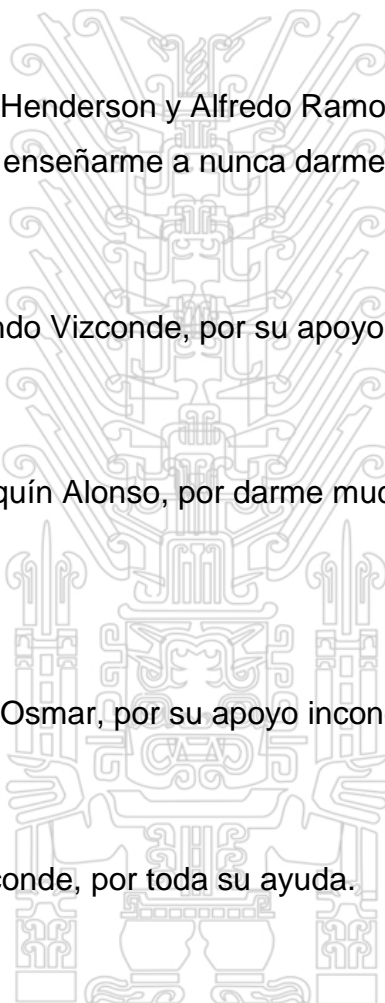 Henderson y Alfredo Ramo
enseñarme a nunca darme
ndo Vizconde, por su apoyo
quín Alonso, por darme muc
Osmar, por su apoyo incon
conde, por toda su ayuda.